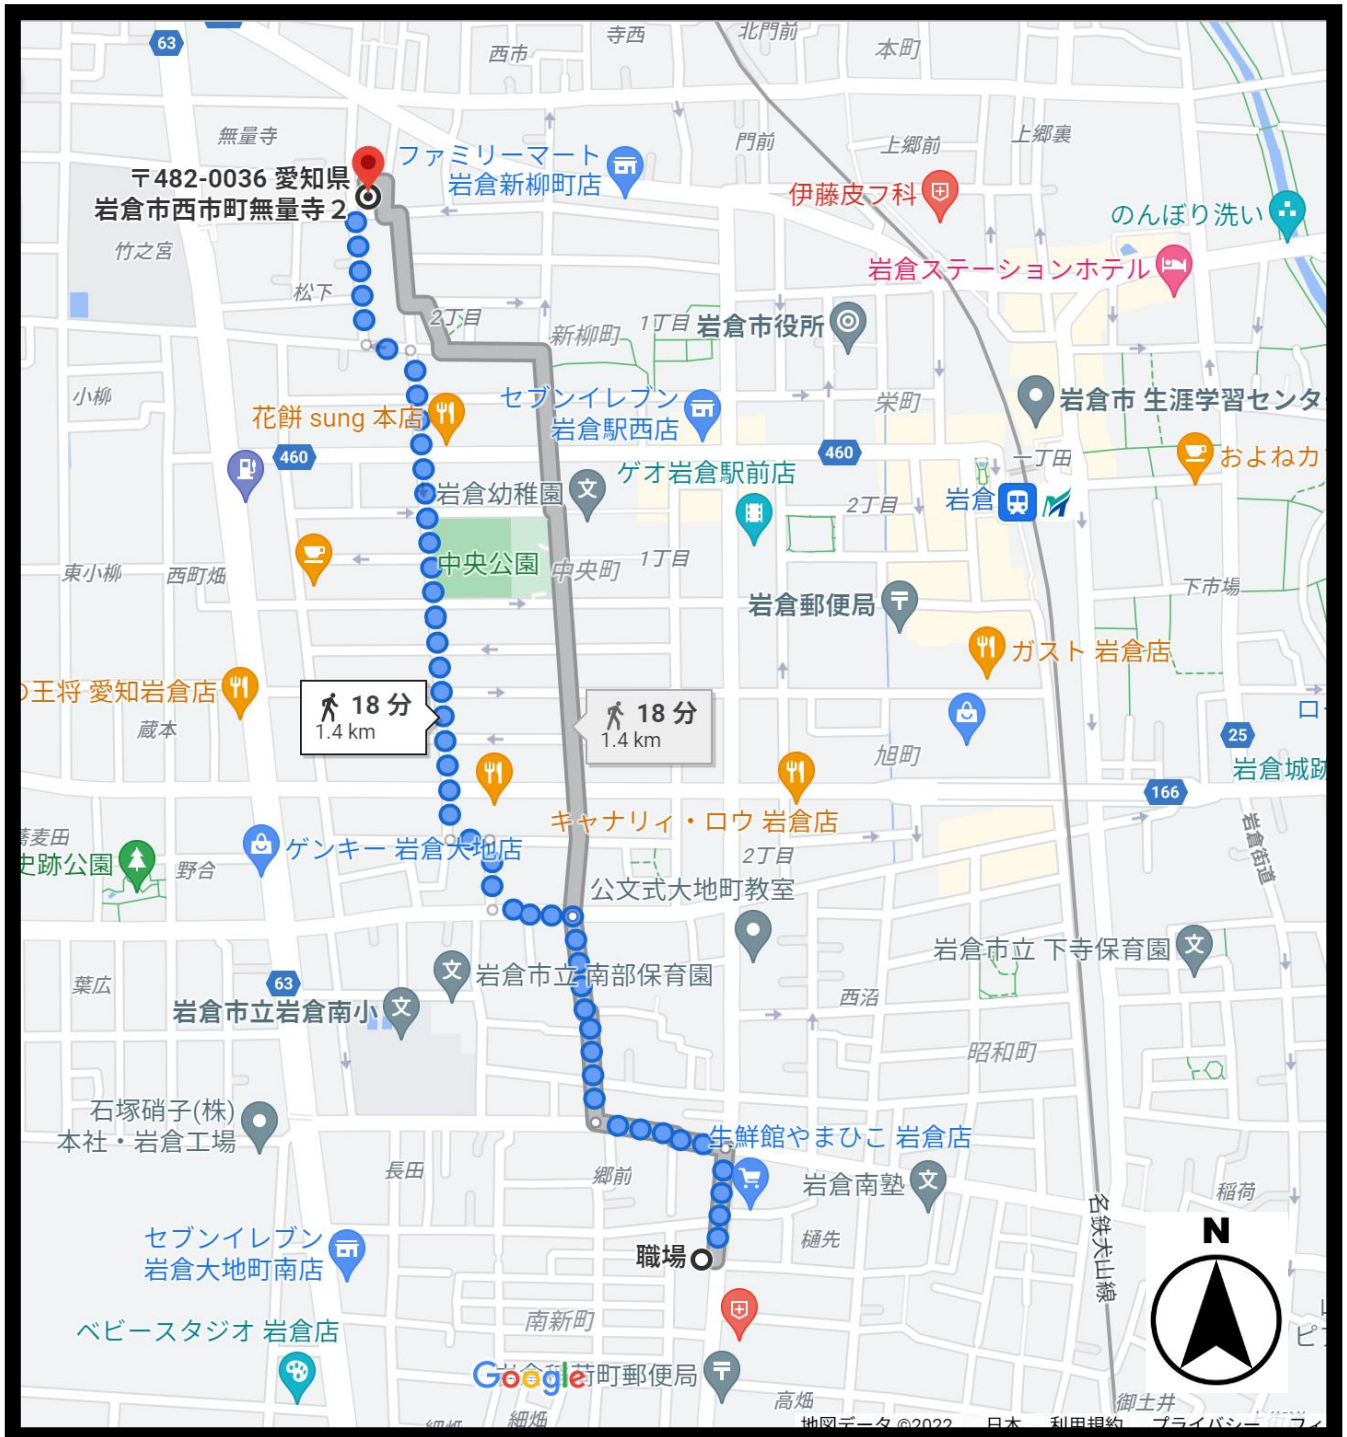 63
西市
寺西
北門前
本町
無量寺
門前
上郷前
上郷裏
ファミリーマート
岩倉新柳町店
〒482-0036 愛知県
岩倉市西市町無量寺2
伊藤皮フ科
のんぼり洗い
竹之宮
岩倉ステーションホテル
松下
2丁目
新柳町
1丁目
岩倉市役所
小柳
セブンイレブン
岩倉駅西店
栄町
岩倉市 生涯学習センタ
花餅 sung 本店
460
460
一丁田
およねカ
ゲオ岩倉駅前店
岩倉幼稚園
文
2丁目
岩倉
中央公園
中央町
1丁目
東小柳
西町畑
下市場
岩倉郵便局
ガスト 岩倉店
の王将 愛知岩倉店
18 分
1.4 km
18 分
1.4 km
蔵本
旭町
25
岩倉城跡
166
キャナリィ・ロウ 岩倉店
蕎麦田
史跡公園
野合
ゲンキー 岩倉大地店
2丁目
岩倉街道
公文式大地町教室
岩倉市立 下寺保育園
文
文
岩倉市立 南部保育園
葉広
63
岩倉市立岩倉南小
文
西沼
昭和町
石塚硝子(株)
本社・岩倉工場
生鮮館やまひこ 岩倉店
長田
郷前
岩倉南塾
文
稲荷
名鉄犬山線
セブンイレブン
岩倉大地町南店
職場
樋先
N
南新町
ベビースタジオ 岩倉店
Google
荷町郵便局
高畑
御土井
細畑
地図データ ©2022
日本
利用規約
プライバシー
フィ